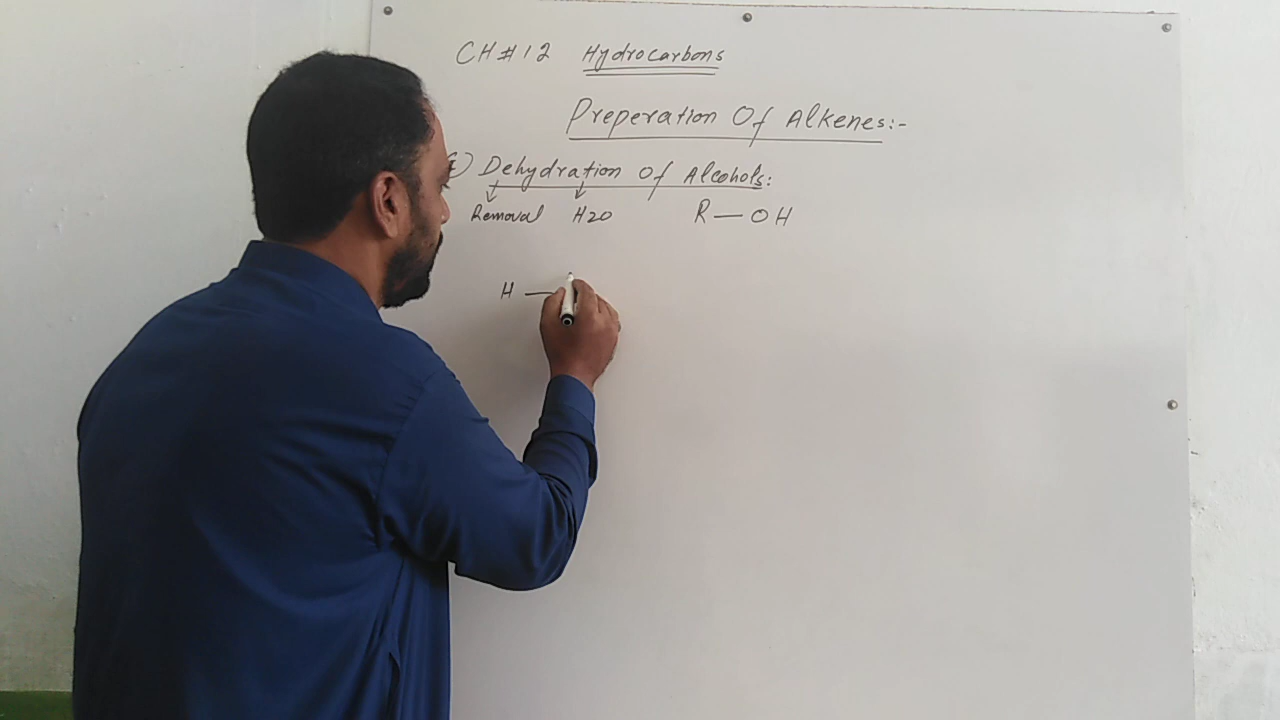 CH#12 Hydrocarbons
Preperation Of Alkenes:-
Dehydration Of Alcohols:
Removal H2O R—OH
H —